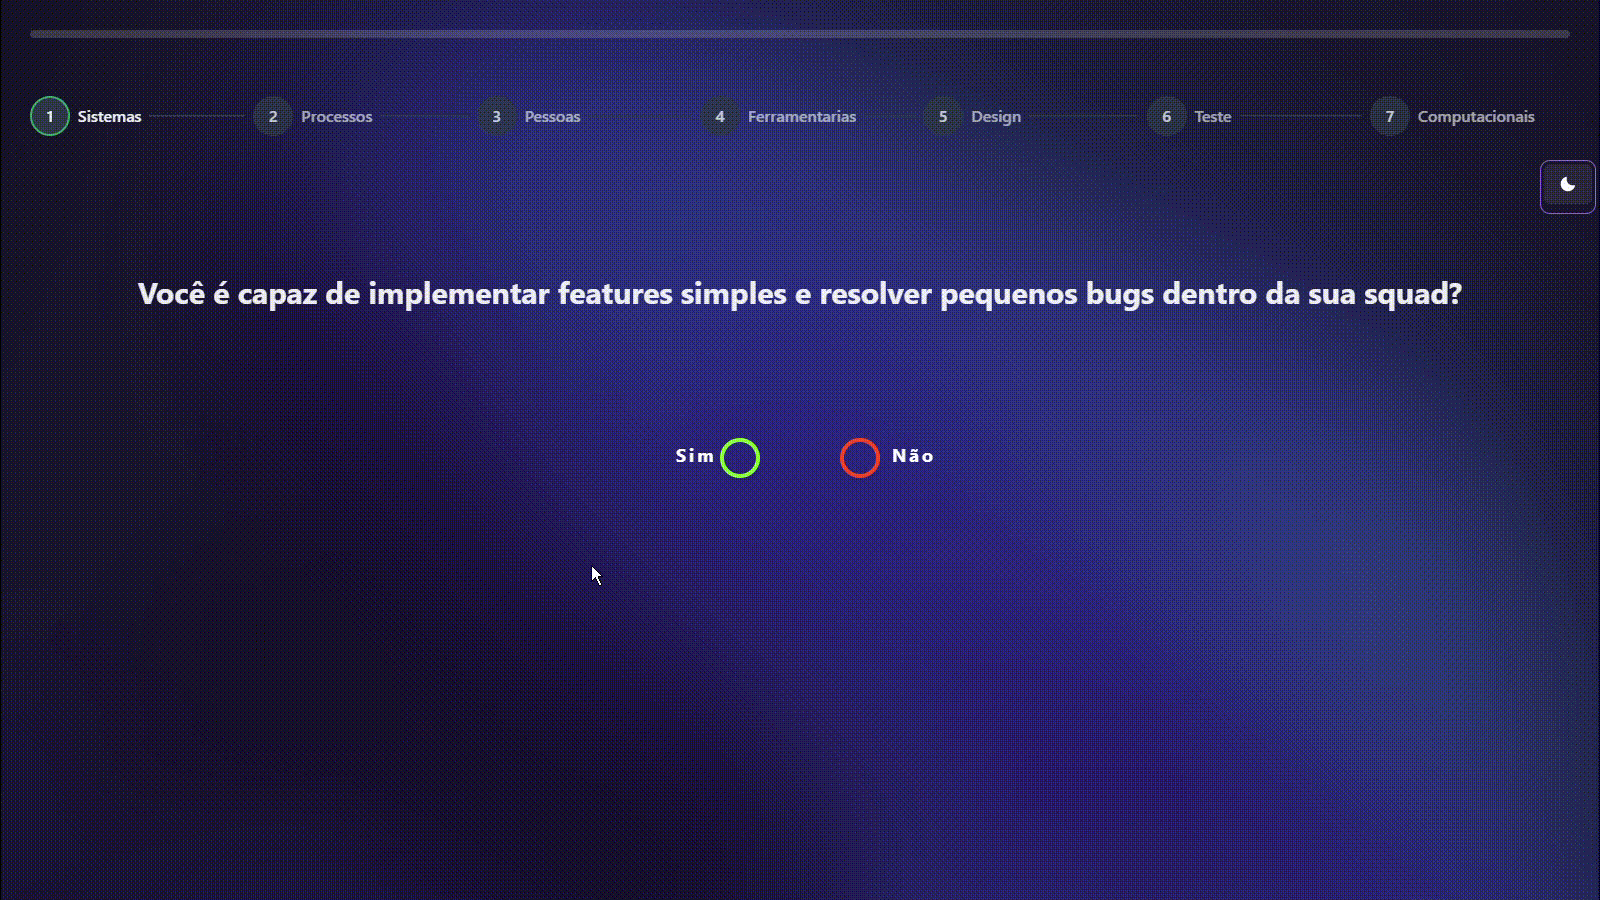 1 Sistemas 2 Processos 3 Pessoas 4 Ferramentarias 5 Design 6 Teste 7 Computacionais
Você é capaz de implementar features simples e resolver pequenos bugs dentro da sua squad?
Sim Não